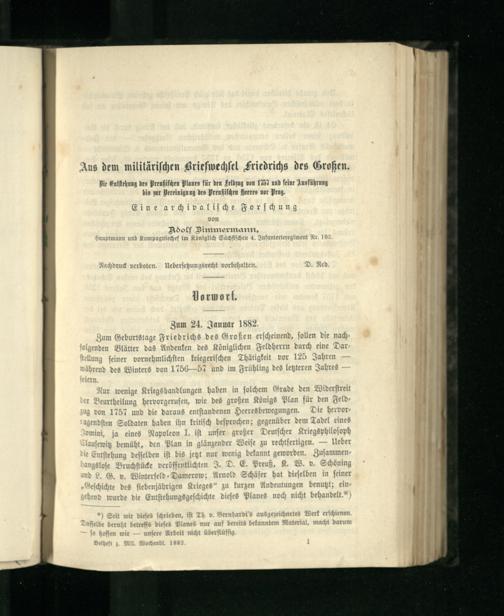 Aus dem militärischen Briefwechsel Friedrichs des Großen.
Die Entstehung des Preußischen Planes für den Feldzug von 1757 und seine Ausführung
bis zur Vereinigung des Preußischen Heeres vor Prag.
Eine archivalische Forschung
von
Adolf Zimmermann,
Hauptmann und Kompagniechef im Königlich Sächsischen 4. Infanterieregiment Nr. 103.
Nachdruck verboten. Uebersetzungsrecht vorbehalten. D. Red.
Vorwort.
Zum 24. Januar 1882.
Zum Geburtstage Friedrichs des Großen erscheinend, sollen die nach-
folgenden Blätter das Andenken des Königlichen Feldherrn durch eine Dar-
stellung seiner vornehmlichsten kriegerischen Thätigkeit vor 125 Jahren —
während des Winters von 1756—57 und im Frühling des letzteren Jahres —
feiern.
Nur wenige Kriegshandlungen haben in solchem Grade den Widerstreit
der Beurtheilung hervorgerufen, wie des großen Königs Plan für den Feld-
zug von 1757 und die daraus entstandenen Heeresbewegungen. Die hervor-
ragendsten Soldaten haben ihn kritisch besprochen; gegenüber dem Tadel eines
Jomini, ja eines Napoleon I. ist unser großer Deutscher Kriegsphilosoph
Clausewitz bemüht, den Plan in glänzender Weise zu rechtfertigen. — Ueber
die Entstehung desselben ist bis jetzt nur wenig bekannt geworden. Zusammen-
hangslose Bruchstücke veröffentlichten J. D. E. Preuß, K. W. v. Schöning
und L. G. v. Winterfeld-Damerow; Arnold Schäfer hat dieselben in seiner
„Geschichte des siebenjährigen Krieges“ zu kurzen Andeutungen benutzt; ein-
gehend wurde die Entstehungsgeschichte dieses Planes noch nicht behandelt.*)
*) Seit wir dieses schrieben, ist Th. v. Bernhardi's ausgezeichnetes Werk erschienen.
Dasselbe beruht betreffs dieses Planes nur auf bereits bekanntem Material, macht darum
— so hoffen wir — unsere Arbeit nicht überflüssig.
Beiheft z. Mil. Wochenbl. 1882. 1